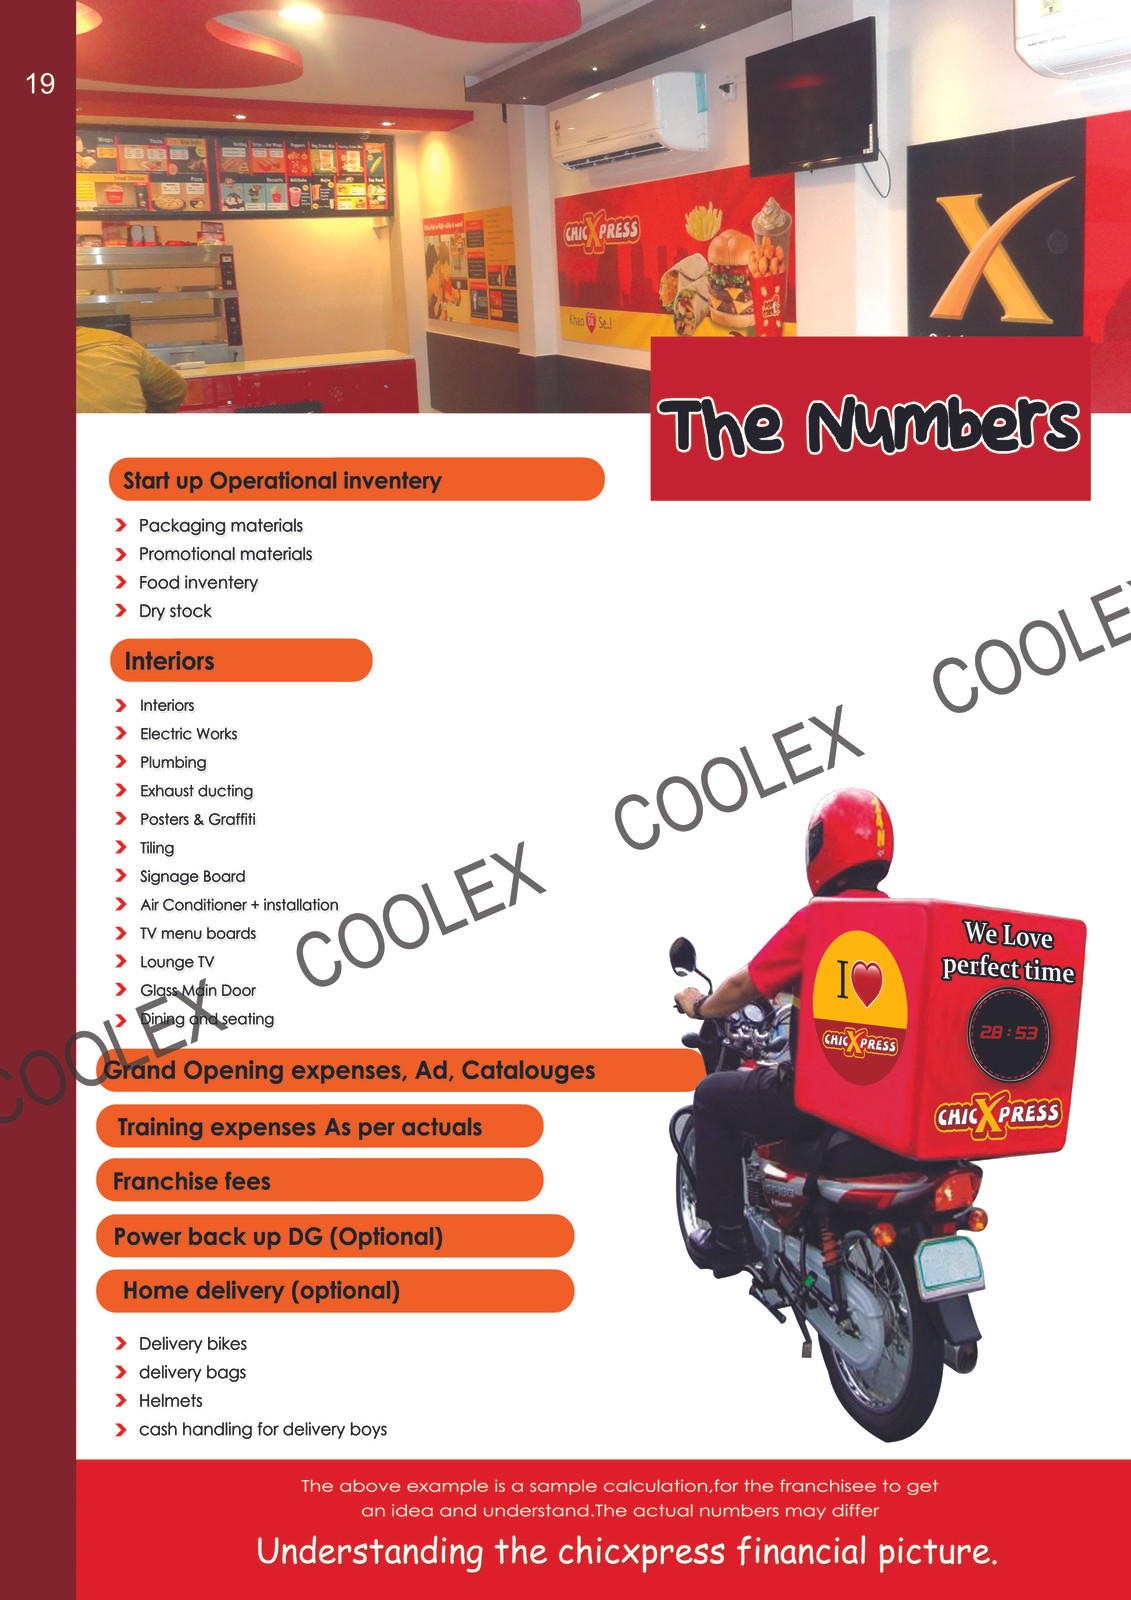 19
CHICXPRESS
Khao Se..!
X
The Numbers
Start up Operational inventery
Packaging materials
Promotional materials
Food inventery
Dry stock
Interiors
Interiors
Electric Works
Plumbing
Exhaust ducting
Posters & Graffiti
Tiling
Signage Board
Air Conditioner + installation
TV menu boards
Lounge TV
Glass Main Door
Dining and seating
Grand Opening expenses, Ad, Catalouges
Training expenses As per actuals
Franchise fees
Power back up DG (Optional)
Home delivery (optional)
Delivery bikes
delivery bags
Helmets
cash handling for delivery boys
We Love
perfect time
28:53
CHICXPRESS
I
CHICXPRESS
COOLEX
COOLEX
COOLEX
COOLEX
The above example is a sample calculation,for the franchisee to get
an idea and understand.The actual numbers may differ
Understanding the chicxpress financial picture.